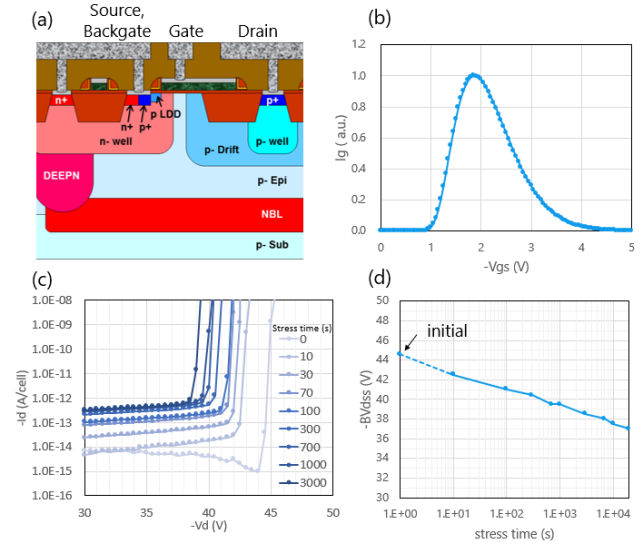 (a)
Source,
Backgate
Gate
Drain
n+
n+
p+
p LDD
p+
n- well
p- Drift
p- well
DEEPN
p- Epi
NBL
p- Sub
(b)
Ig ( a.u.)
1.2
1.0
0.8
0.6
0.4
0.2
0.0
0 1 2 3 4 5
-Vgs (V)
(c)
-Id (A/cell)
1.0E-08
1.0E-09
1.0E-10
1.0E-11
1.0E-12
1.0E-13
1.0E-14
1.0E-15
1.0E-16
30 35 40 45 50
-Vd (V)
Stress time (s)
0
10
30
70
100
300
700
1000
3000
(d)
-BVdss (V)
50
48
46
44
42
40
38
36
34
32
30
initial
1.E+00 1.E+01 1.E+02 1.E+03 1.E+04
stress time (s)